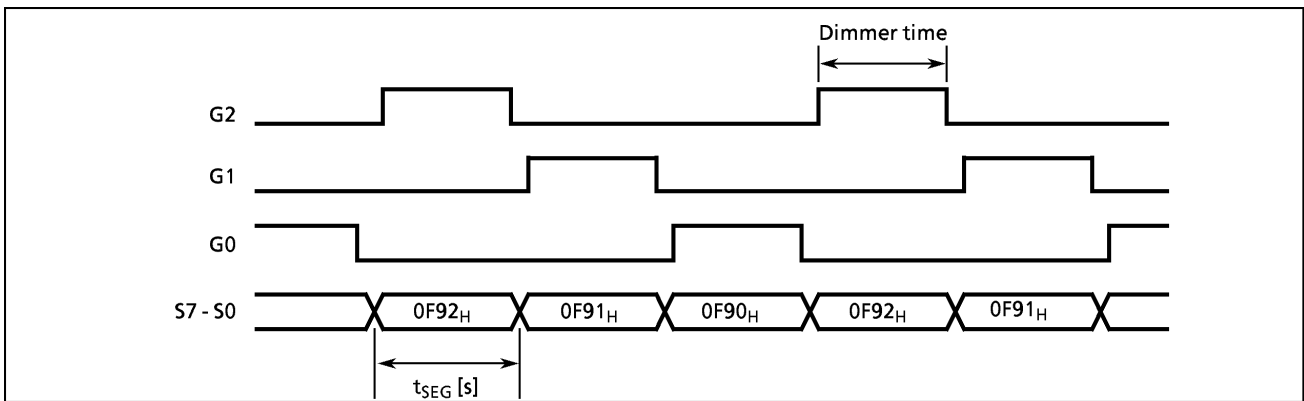 Dimmer time
G2
G1
G0
S7 - S0 0F92H 0F91H 0F90H 0F92H 0F91H
tSEG [s]